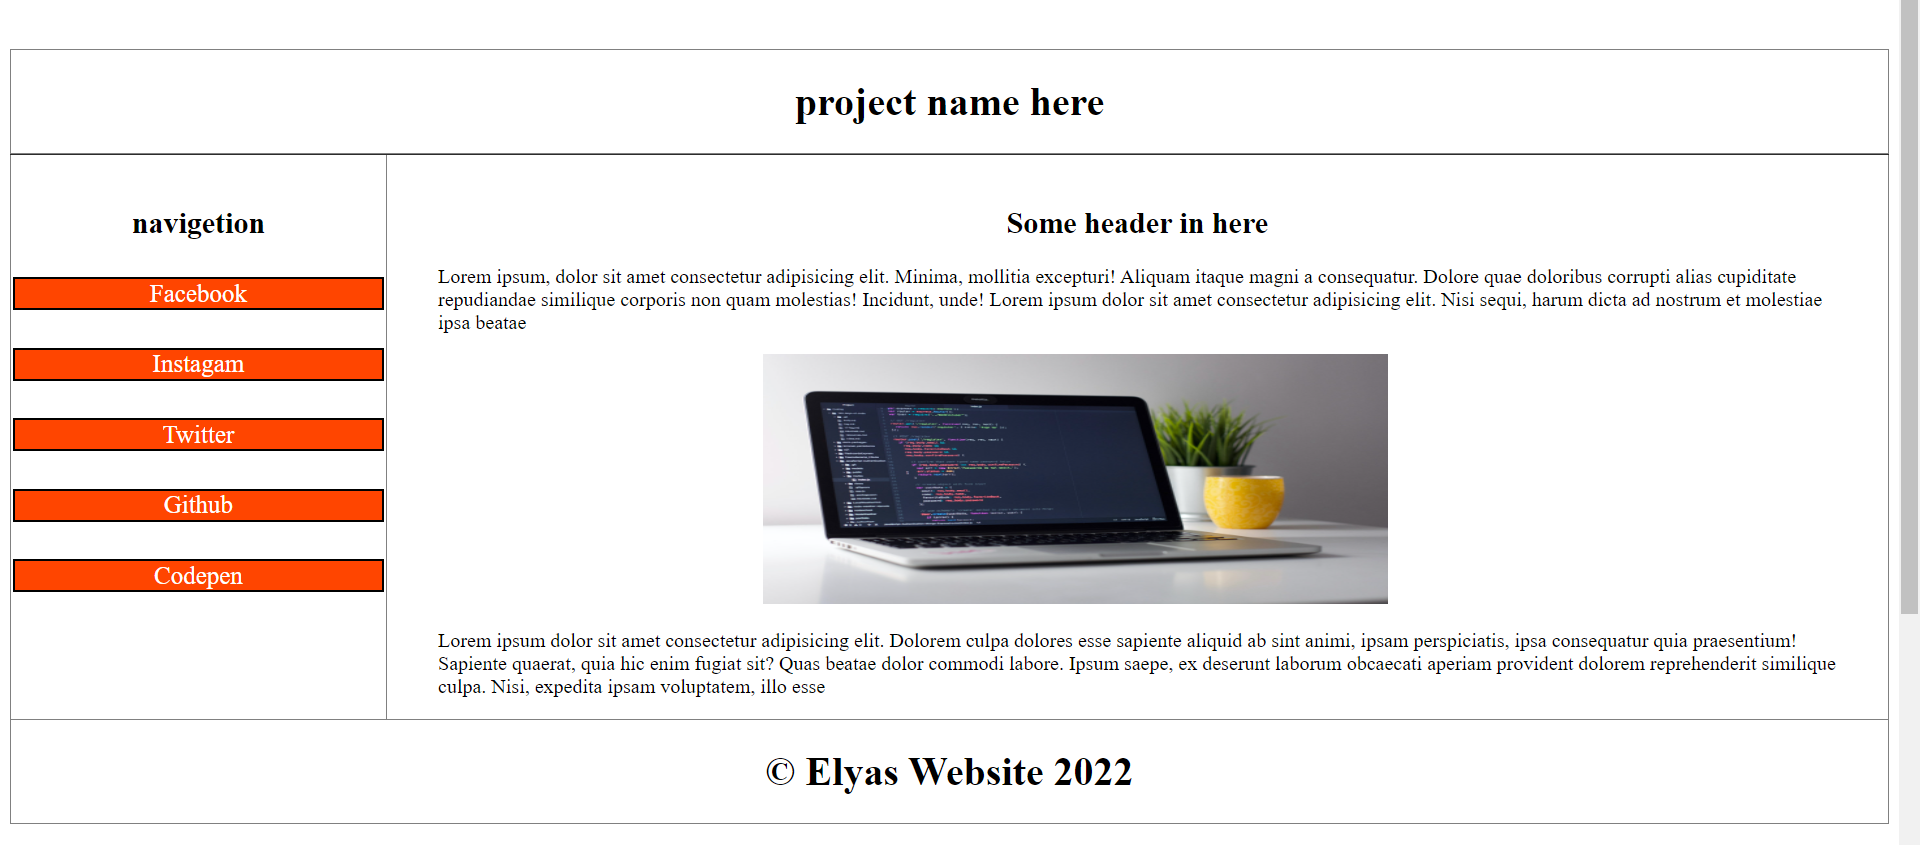 project name here
navigetion
Facebook
Instagam
Twitter
Github
Codepen
Some header in here
Lorem ipsum, dolor sit amet consectetur adipisicing elit. Minima, mollitia excepturi! Aliquam itaque magni a consequatur. Dolore quae doloribus corrupti alias cupiditate
repudiandae similique corporis non quam molestias! Incidunt, unde! Lorem ipsum dolor sit amet consectetur adipisicing elit. Nisi sequi, harum dicta ad nostrum et molestiae
ipsa beatae
Lorem ipsum dolor sit amet consectetur adipisicing elit. Dolorem culpa dolores esse sapiente aliquid ab sint animi, ipsam perspiciatis, ipsa consequatur quia praesentium!
Sapiente quaerat, quia hic enim fugiat sit? Quas beatae dolor commodi labore. Ipsum saepe, ex deserunt laborum obcaecati aperiam provident dolorem reprehenderit similique
culpa. Nisi, expedita ipsam voluptatem, illo esse
© Elyas Website 2022